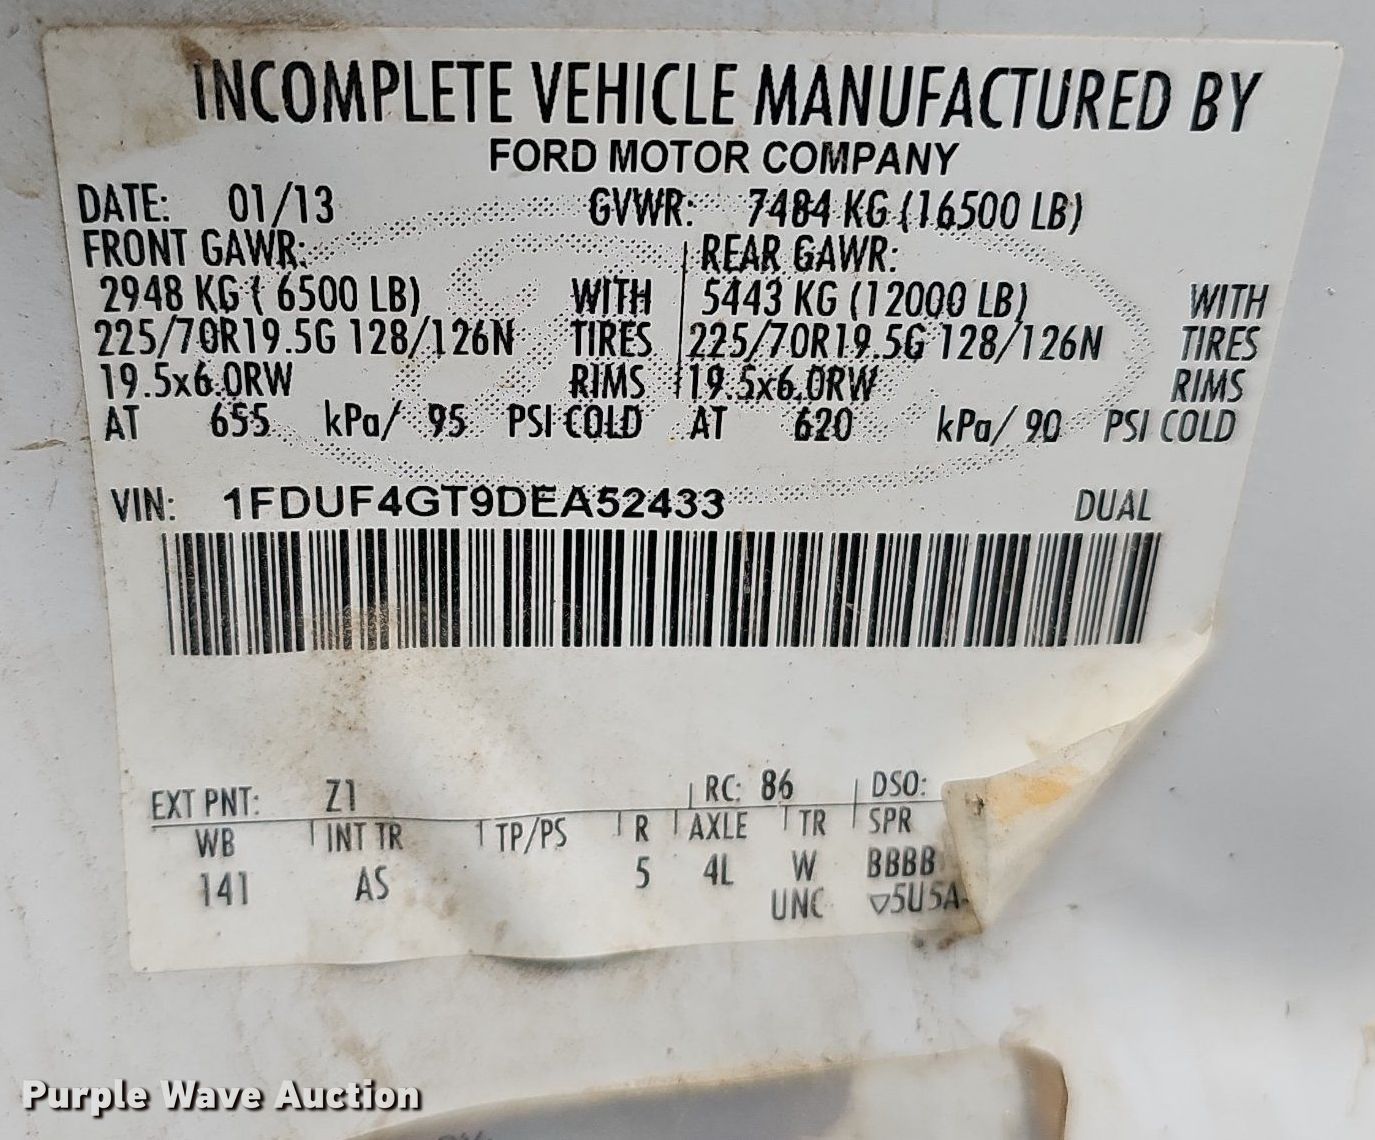 INCOMPLETE VEHICLE MANUFACTURED BY
FORD MOTOR COMPANY
DATE: 01/13 GVWR: 7484 KG (16500 LB)
FRONT GAWR: REAR GAWR:
2948 KG ( 6500 LB) WITH 5443 KG (12000 LB) WITH
225/70R19.5G 128/126N TIRES 225/70R19.5G 128/126N TIRES
19.5x6.0RW RIMS 19.5x6.0RW RIMS
AT 655 kPa/ 95 PSI COLD AT 620 kPa/ 90 PSI COLD
VIN: 1FDUF4GT9DEA52433 DUAL
EXT PNT: Z1 RC: 86 DSO:
WB INT TR TP/PS R AXLE TR SPR
141 AS 5 4L W BBBB
UNC ▽5U5A-
Purple Wave Auction